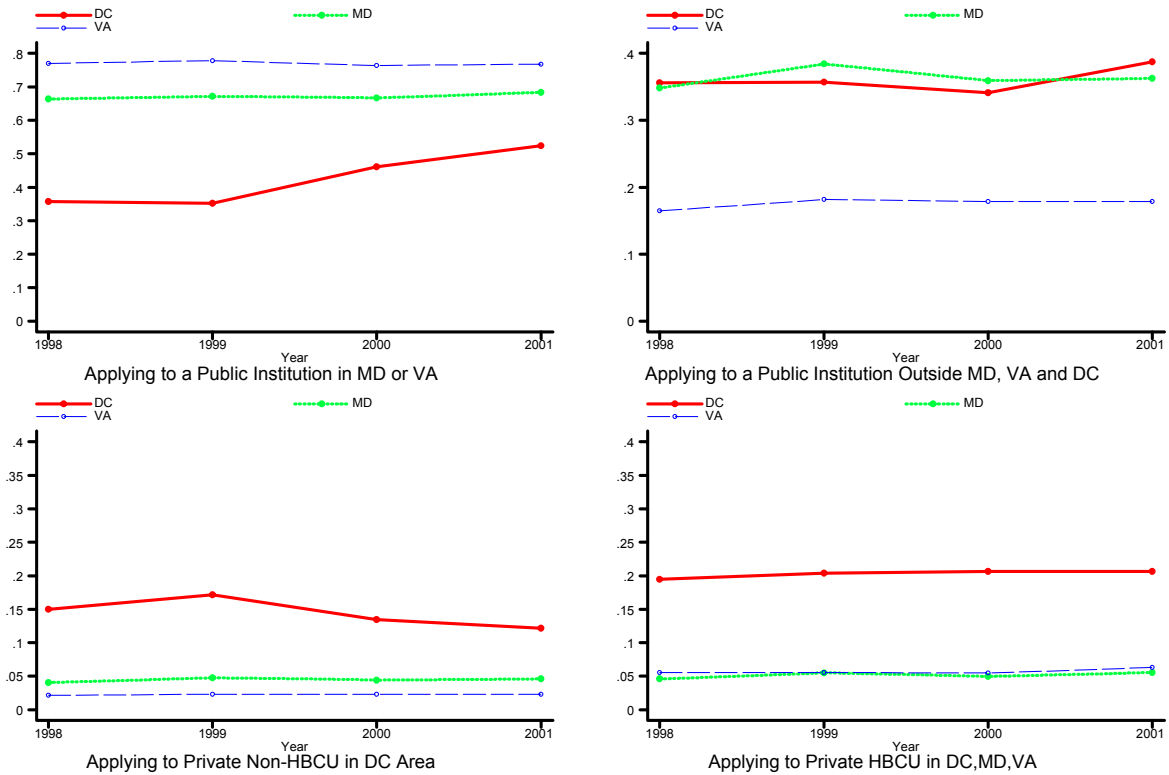 DC MD
VA
.8
.7
.6
.5
.4
.3
.2
.1
0
1998 1999 2000 2001
Year
Applying to a Public Institution in MD or VA
DC MD
VA
.4
.3
.2
.1
0
1998 1999 2000 2001
Year
Applying to a Public Institution Outside MD, VA and DC
DC MD
VA
.4
.35
.3
.25
.2
.15
.1
.05
0
1998 1999 2000 2001
Year
Applying to Private Non-HBCU in DC Area
DC MD
VA
.4
.35
.3
.25
.2
.15
.1
.05
0
1998 1999 2000 2001
Year
Applying to Private HBCU in DC,MD,VA